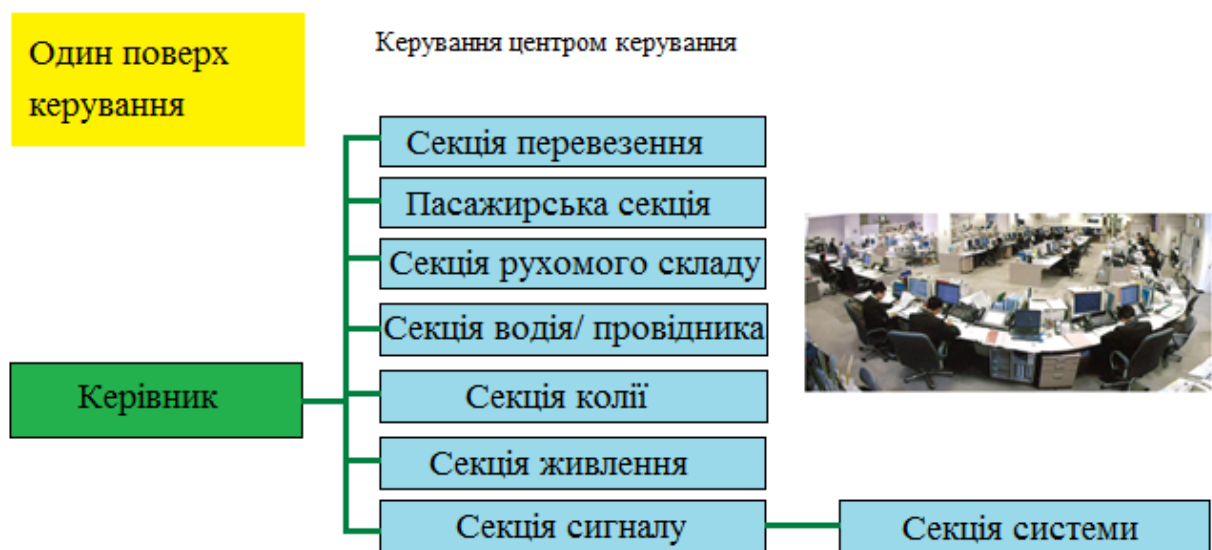 Один поверх
керування
Керування центром керування
Секція перевезення
Пасажирська секція
Секція рухомого складу
Секція водія/ провідника
Керівник
Секція колії
Секція живлення
Секція сигналу
Секція системи